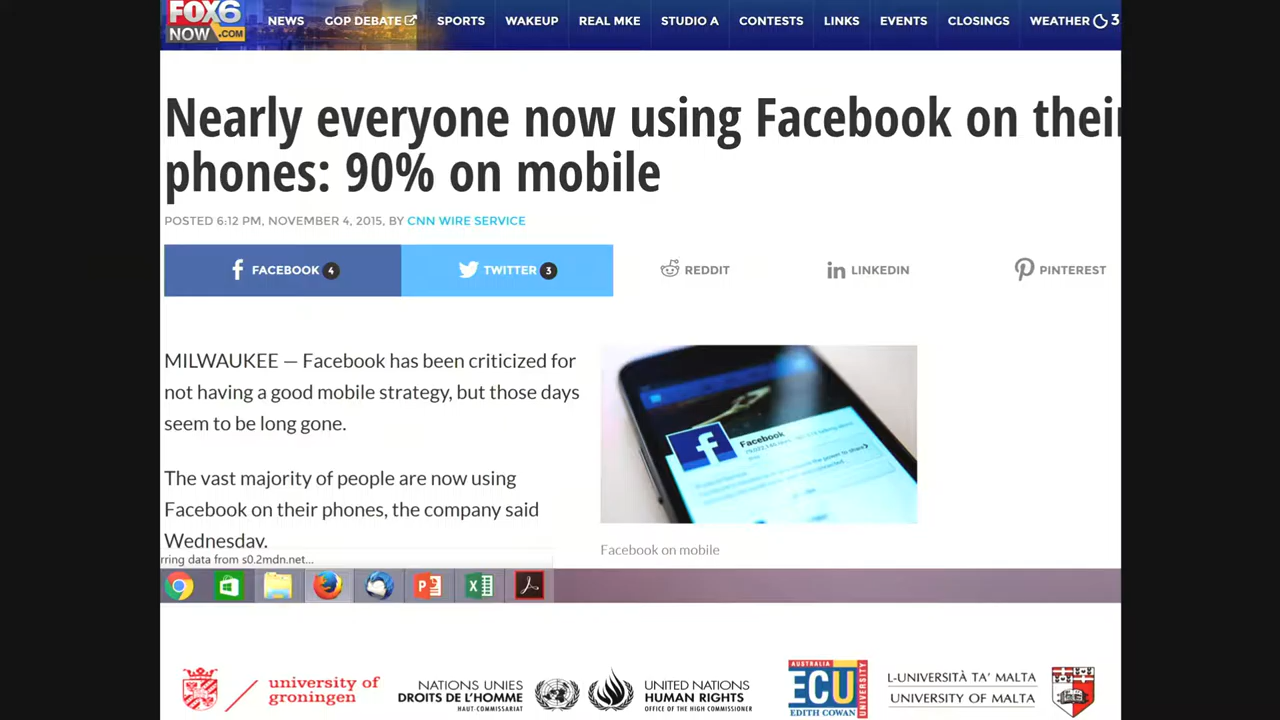 FOX6
NOW .COM
NEWS GOP DEBATE SPORTS WAKEUP REAL MKE STUDIO A CONTESTS LINKS EVENTS CLOSINGS WEATHER 3
Nearly everyone now using Facebook on their
phones: 90% on mobile
POSTED 6:12 PM, NOVEMBER 4, 2015, BY CNN WIRE SERVICE
FACEBOOK 4 TWITTER 3 REDDIT LINKEDIN PINTEREST
MILWAUKEE — Facebook has been criticized for
not having a good mobile strategy, but those days
seem to be long gone.
The vast majority of people are now using
Facebook on their phones, the company said
Wednesday.
Facebook
Facebook on mobile
rring data from s0.2mdn.net...
university of
groningen
NATIONS UNIES
DROITS DE L'HOMME
HAUT-COMMISSARIAT
UNITED NATIONS
HUMAN RIGHTS
OFFICE OF THE HIGH COMMISSIONER
AUSTRALIA
ECU
UNIVERSITY
EDITH COWAN
L-UNIVERSITÀ TA' MALTA
UNIVERSITY OF MALTA